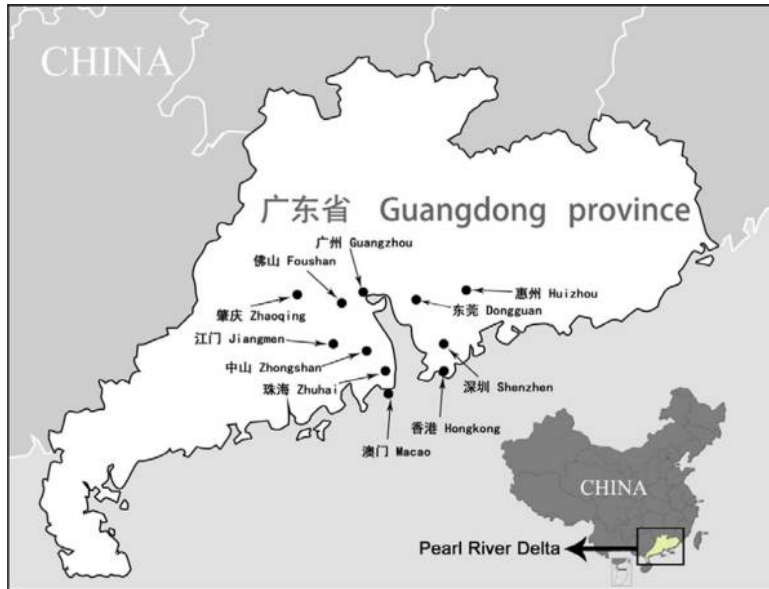 CHINA
广东省 Guangdong province
广州 Guangzhou
佛山 Foushan
惠州 Huizhou
东莞 Dongguan
肇庆 Zhaoqing
江门 Jiangmen
中山 Zhongshan
深圳 Shenzhen
珠海 Zhuhai
香港 Hongkong
澳门 Macao
CHINA
Pearl River Delta